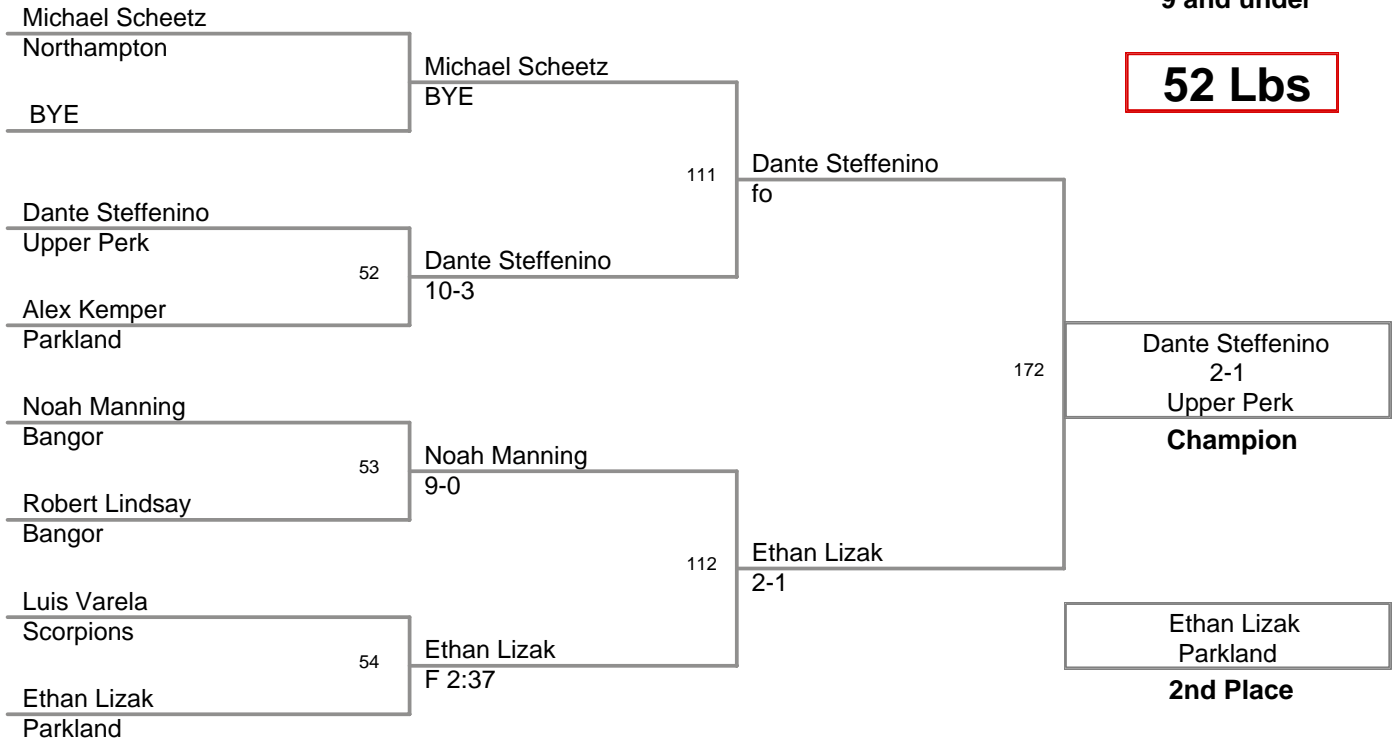 9 and under
52 Lbs
Michael Scheetz
Northampton
BYE
Dante Steffenino
Upper Perk
52
Alex Kemper
Parkland
Noah Manning
Bangor
53
Robert Lindsay
Bangor
Luis Varela
Scorpions
54
Ethan Lizak
Parkland
Michael Scheetz
BYE
111
Dante Steffenino
10-3
Noah Manning
9-0
112
Ethan Lizak
F 2:37
Dante Steffenino
fo
172
Ethan Lizak
2-1
Dante Steffenino
2-1
Upper Perk
Champion
Ethan Lizak
Parkland
2nd Place